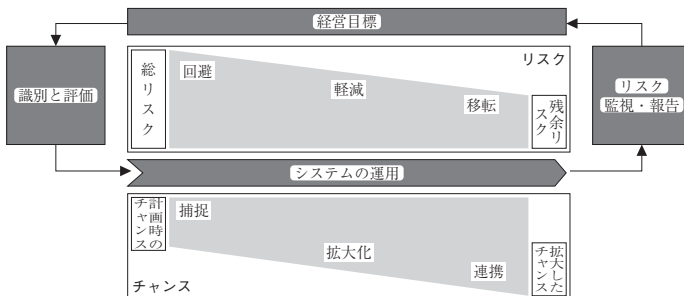 経営目標
識別と評価
総リスク
回避
軽減
移転
リスク
残余リ
スク
リスク
監視・報告
システムの運用
計画時の
チャンス
捕捉
拡大化
連携
拡大した
チャンス
チャンス